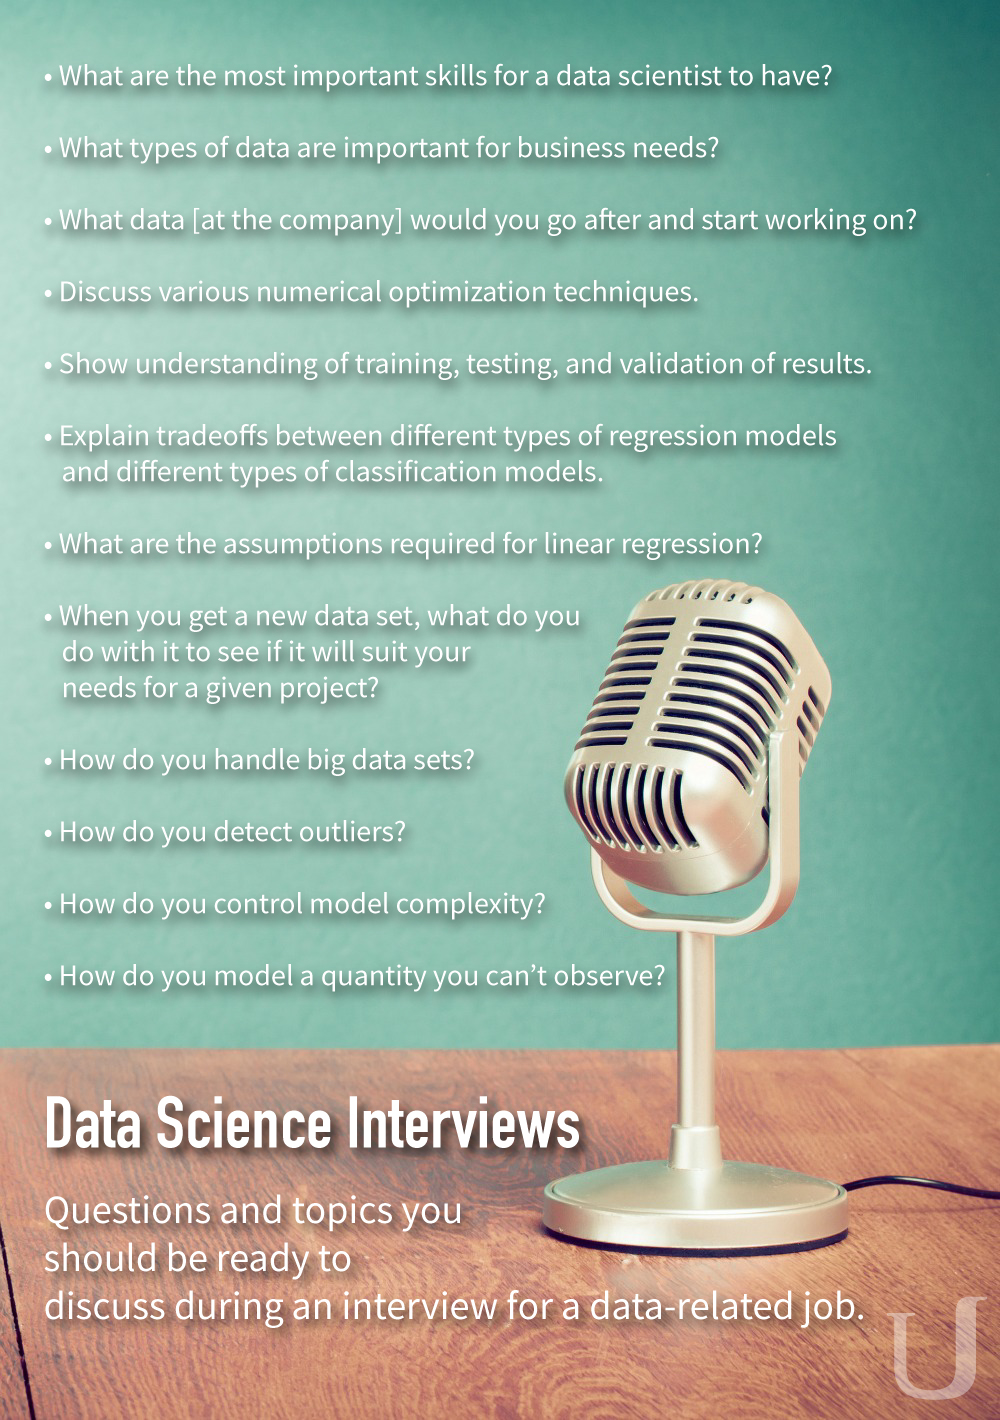 • What are the most important skills for a data scientist to have?
• What types of data are important for business needs?
• What data [at the company] would you go after and start working on?
• Discuss various numerical optimization techniques.
• Show understanding of training, testing, and validation of results.
• Explain tradeoffs between different types of regression models
and different types of classification models.
• What are the assumptions required for linear regression?
• When you get a new data set, what do you
do with it to see if it will suit your
needs for a given project?
• How do you handle big data sets?
• How do you detect outliers?
• How do you control model complexity?
• How do you model a quantity you can’t observe?
Data Science Interviews
Questions and topics you
should be ready to
discuss during an interview for a data-related job.
U